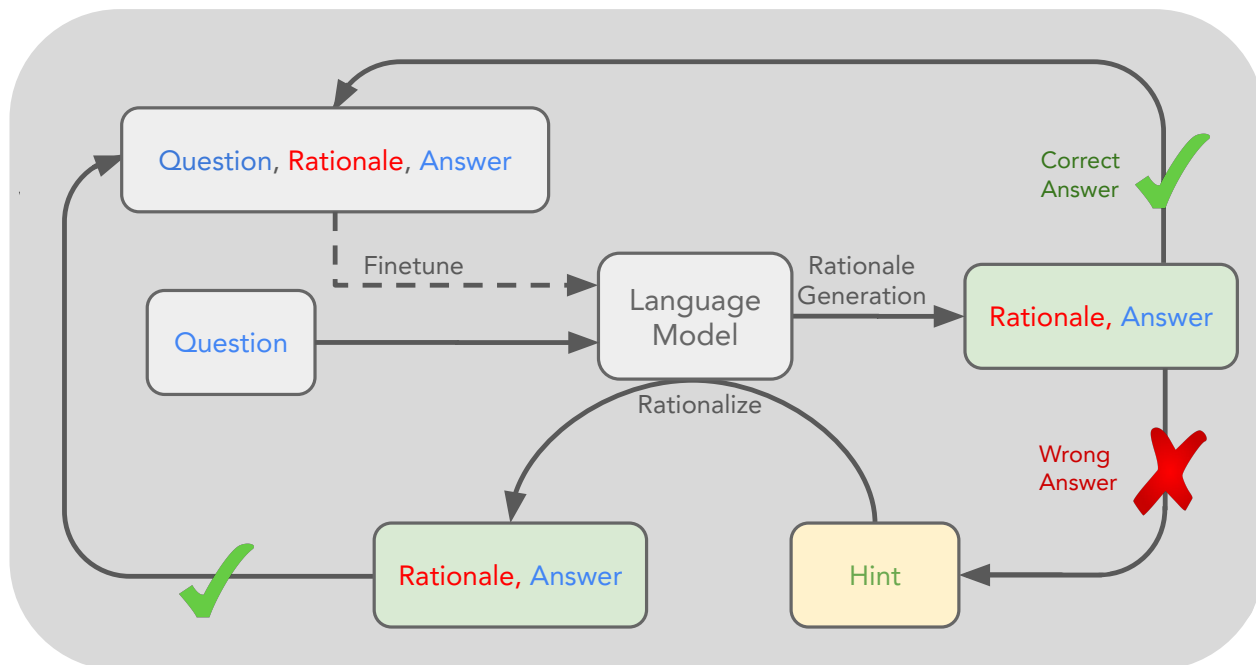 Question, Rationale, Answer
Correct
Answer
Finetune
Rationale
Generation
Language
Model
Question
Rationale, Answer
Rationalize
Wrong
Answer
Rationale, Answer
Hint